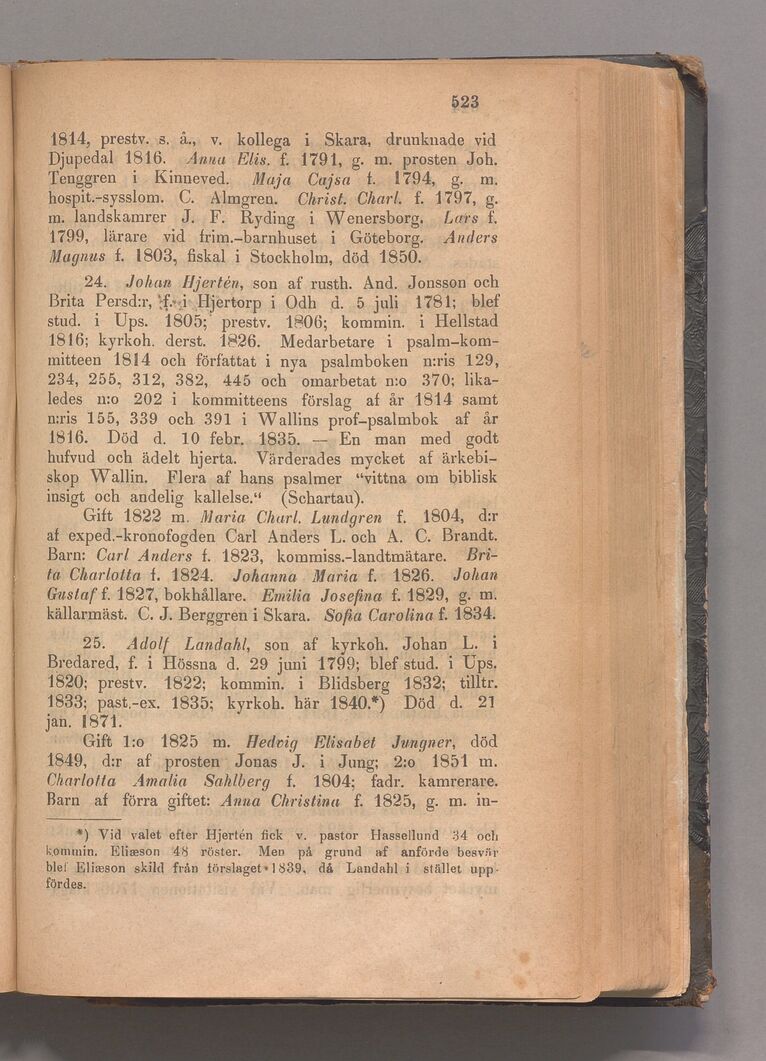 523
1814, prestv. s. å., v. kollega i Skara, drunknade vid
Djupedal 1816. Anna Elis. f. 1791, g. m. prosten Joh.
Tenggren i Kinneved. Maja Cajsa f. 1794, g. m.
hospit.-sysslom. C. Almgren. Christ. Charl. f. 1797, g.
m. landskamrer J. F. Ryding i Wenersborg. Lars f.
1799, lärare vid frim.-barnhuset i Göteborg. Anders
Magnus f. 1803, fiskal i Stockholm, död 1850.
24. Johan Hjertén, son af rusth. And. Jonsson och
Brita Persd:r, f. i Hjertorp i Odh d. 5 juli 1781; blef
stud. i Ups. 1805; prestv. 1806; kommin. i Hellstad
1816; kyrkoh. derst. 1826. Medarbetare i psalm-kom-
mitteen 1814 och författat i nya psalmboken n:ris 129,
234, 255, 312, 382, 445 och omarbetat n:o 370; lika-
ledes n:o 202 i kommitteens förslag af år 1814 samt
n:ris 155, 339 och 391 i Wallins prof-psalmbok af år
1816. Död d. 10 febr. 1835. — En man med godt
hufvud och ädelt hjerta. Värderades mycket af ärkebi-
skop Wallin. Flera af hans psalmer “vittna om biblisk
insigt och andelig kallelse.“ (Schartau).
Gift 1822 m. Maria Charl. Lundgren f. 1804, d:r
af exped.-kronofogden Carl Anders L. och A. C. Brandt.
Barn: Carl Anders f. 1823, kommiss.-landtmätare. Bri-
ta Charlotta f. 1824. Johanna Maria f. 1826. Johan
Gustaf f. 1827, bokhållare. Emilia Josefina f. 1829, g. m.
källarmäst. C. J. Berggren i Skara. Sofia Carolina f. 1834.
25. Adolf Landahl, son af kyrkoh. Johan L. i
Bredared, f. i Hössna d. 29 juni 1799; blef stud. i Ups.
1820; prestv. 1822; kommin. i Blidsberg 1832; tilltr.
1833; past.-ex. 1835; kyrkoh. här 1840.*) Död d. 21
jan. 1871.
Gift 1:o 1825 m. Hedvig Elisabet Jungner, död
1849, d:r af prosten Jonas J. i Jung; 2:o 1851 m.
Charlotta Amalia Sahlberg f. 1804; fadr. kamrerare.
Barn af förra giftet: Anna Christina f. 1825, g. m. in-
*) Vid valet efter Hjertén fick v. pastor Hassellund 34 och
kommin. Eliæson 48 röster. Men på grund af anförde besvär
blef Eliæson skild från förslaget 1839, då Landahl i stället upp-
fördes.